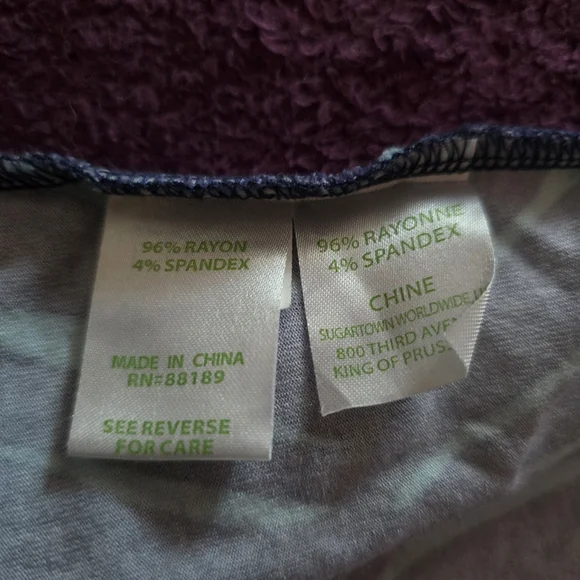 96% RAYON
4% SPANDEX
MADE IN CHINA
RN#88189
SEE REVERSE
FOR CARE
96% RAYONNE
4% SPANDEX
CHINE
SUGARTOWN WORLDWIDE,
800 THIRD
KING OF